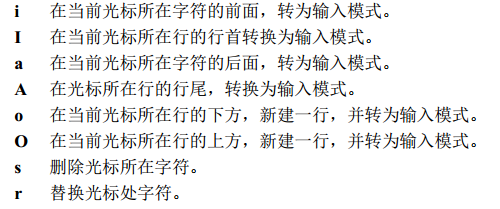 i 在当前光标所在字符的前面，转为输入模式。
I 在当前光标所在行的行首转换为输入模式。
a 在当前光标所在字符的后面，转为输入模式。
A 在光标所在行的行尾，转换为输入模式。
o 在当前光标所在行的下方，新建一行，并转为输入模式。
O 在当前光标所在行的上方，新建一行，并转为输入模式。
s 删除光标所在字符。
r 替换光标处字符。